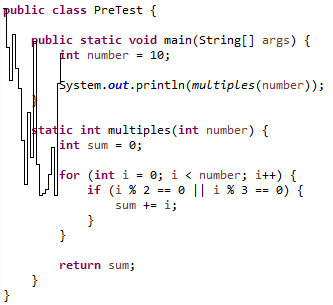 public class PreTest {
public static void main(String[] args) {
int number = 10;
System.out.println(multiples(number));
}
static int multiples(int number) {
int sum = 0;
for (int i = 0; i < number; i++) {
if (i % 2 == 0 || i % 3 == 0) {
sum += i;
}
}
return sum;
}
}